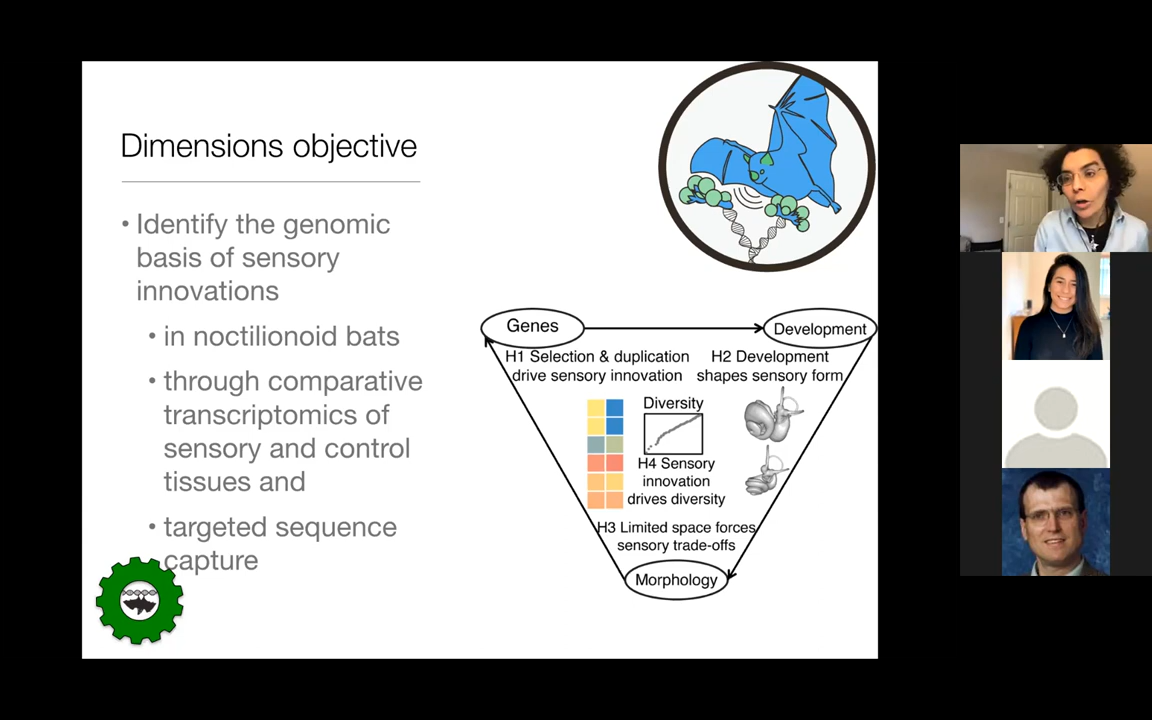 Dimensions objective
• Identify the genomic
basis of sensory
innovations
• in noctilionoid bats
• through comparative
transcriptomics of
sensory and control
tissues and
• targeted sequence
capture
Genes
Development
H1 Selection & duplication
drive sensory innovation
H2 Development
shapes sensory form
Diversity
H4 Sensory
innovation
drives diversity
H3 Limited space forces
sensory trade-offs
Morphology